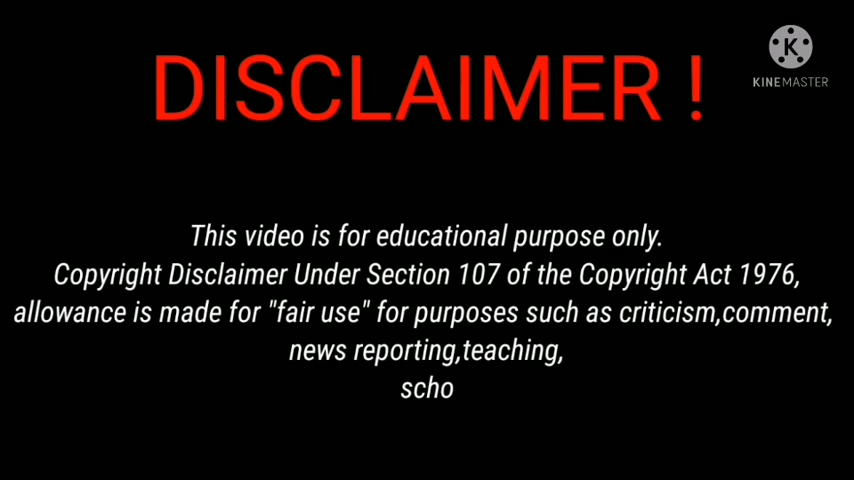 DISCLAIMER !
K
KINEMASTER
This video is for educational purpose only.
Copyright Disclaimer Under Section 107 of the Copyright Act 1976,
allowance is made for "fair use" for purposes such as criticism,comment,
news reporting,teaching,
scho